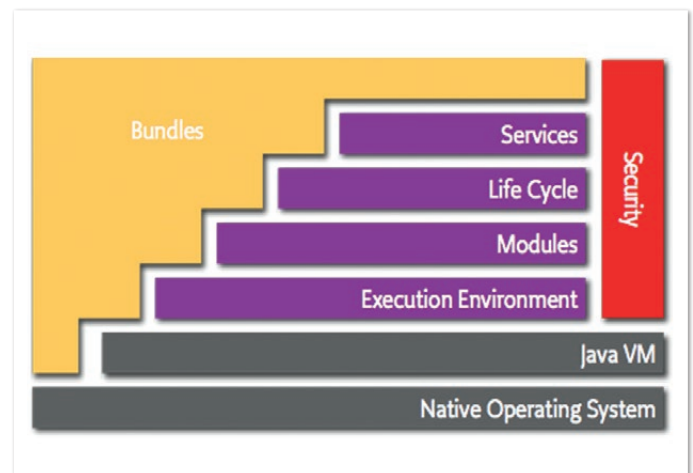 Bundles
Services
Life Cycle
Modules
Execution Environment
Security
Java VM
Native Operating System